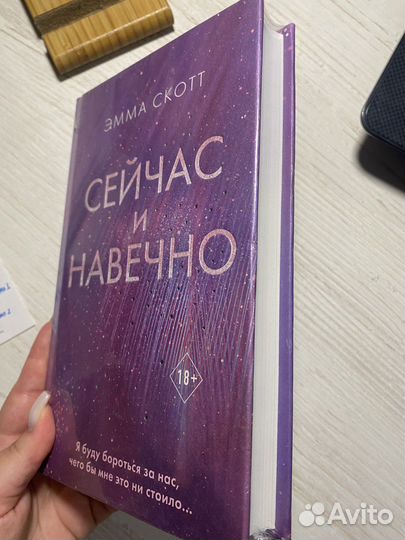 ЭММА СКОТТ
СЕЙЧАС
И
НАВЕЧНО
18+
Я буду бороться за нас,
чего бы мне это ни стоило...
Avito